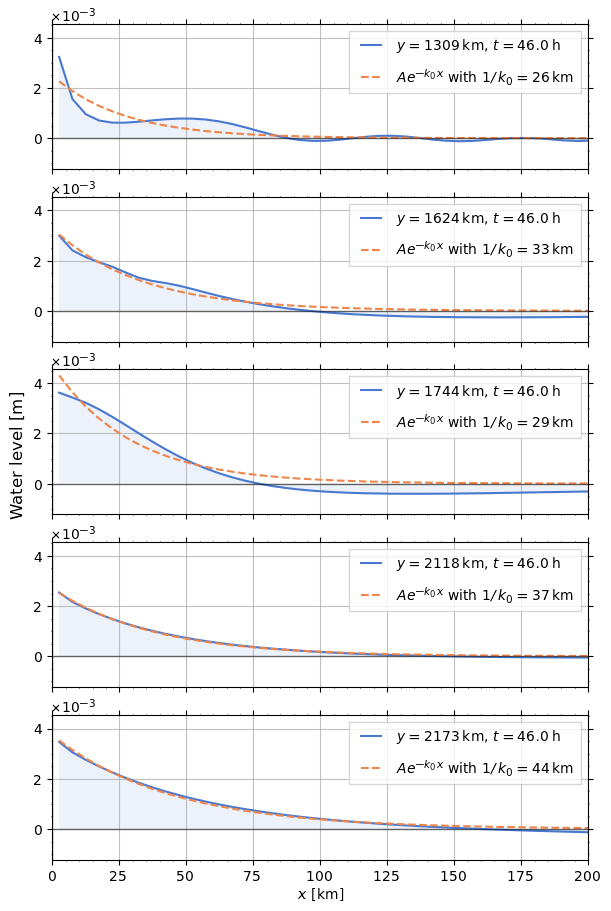 ×10⁻³
4
2
0
y = 1309 km, t = 46.0 h
Ae^{−k₀x} with 1/k₀ = 26 km
×10⁻³
4
2
0
y = 1624 km, t = 46.0 h
Ae^{−k₀x} with 1/k₀ = 33 km
×10⁻³
4
2
0
y = 1744 km, t = 46.0 h
Ae^{−k₀x} with 1/k₀ = 29 km
Water level [m]
×10⁻³
4
2
0
y = 2118 km, t = 46.0 h
Ae^{−k₀x} with 1/k₀ = 37 km
×10⁻³
4
2
0
y = 2173 km, t = 46.0 h
Ae^{−k₀x} with 1/k₀ = 44 km
0 25 50 75 100 125 150 175 200
x [km]